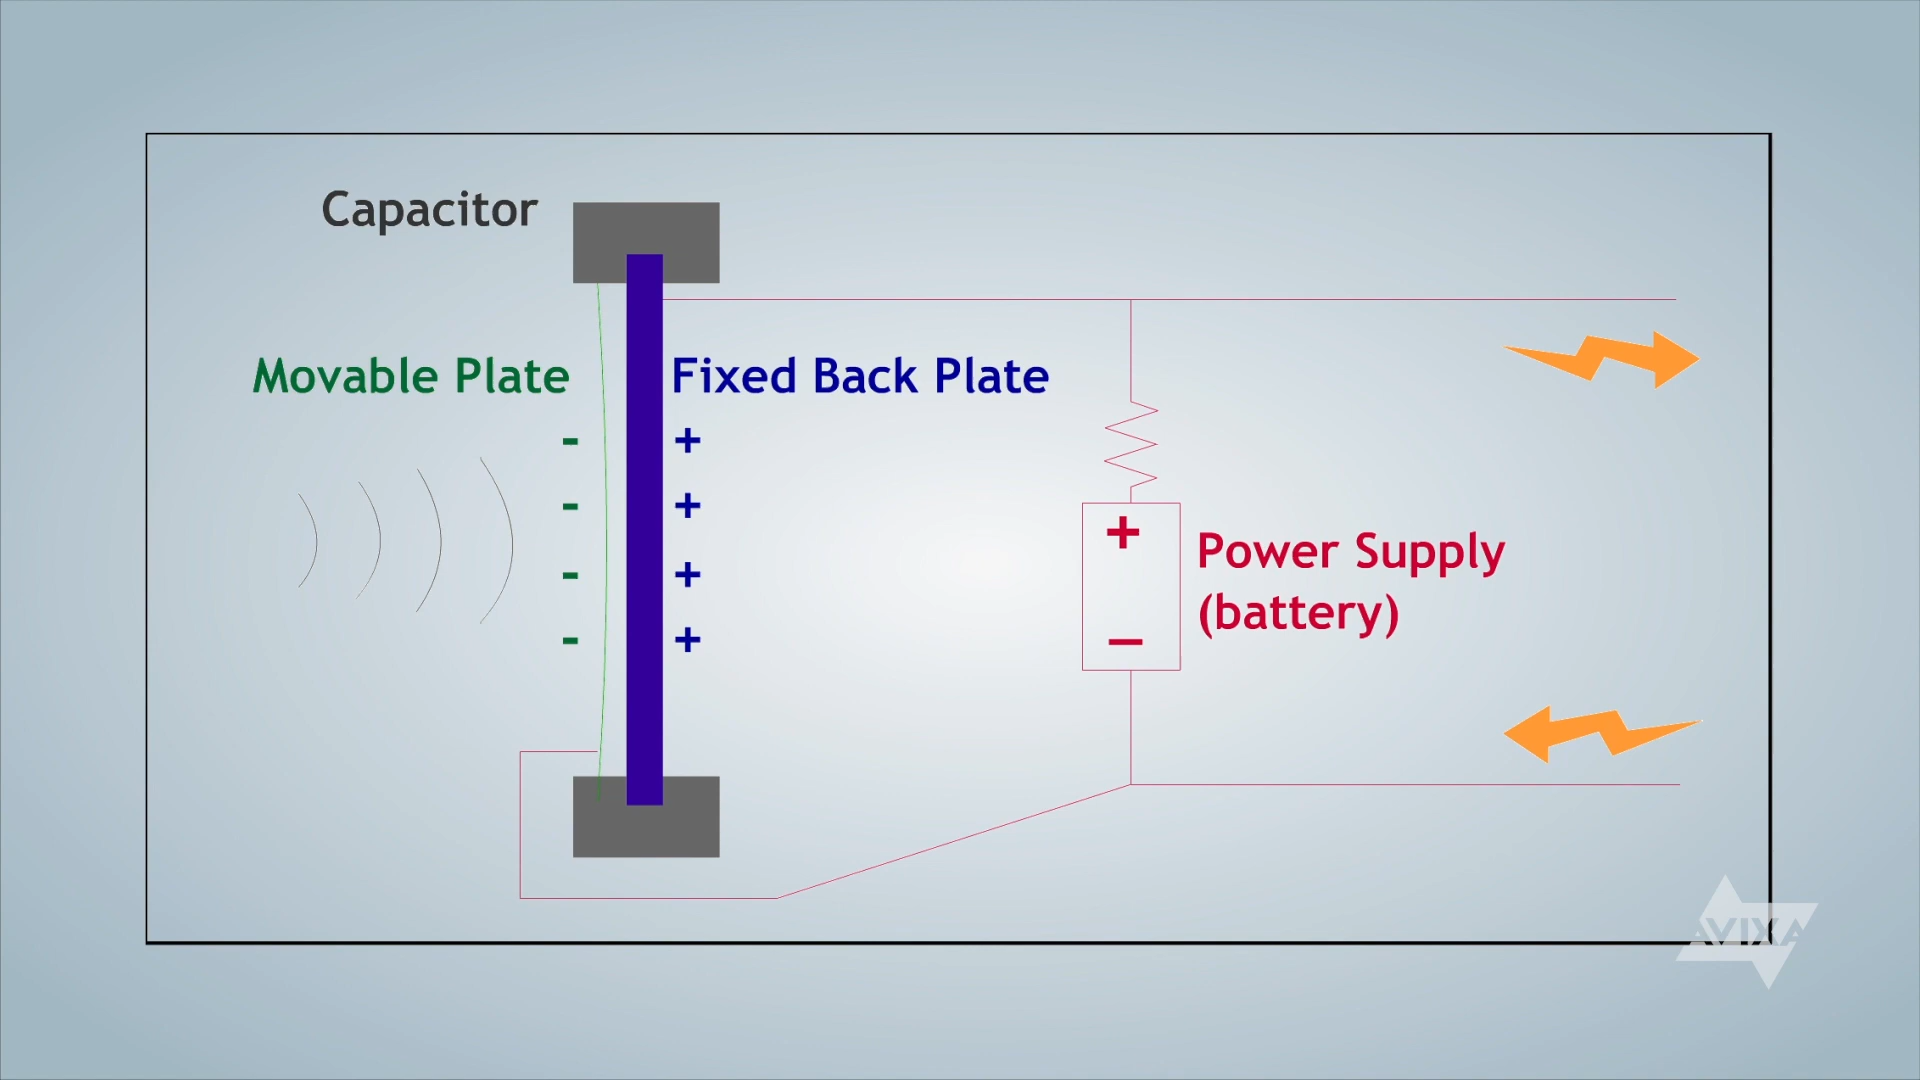 Capacitor
Movable Plate
Fixed Back Plate
- +
- +
- +
- +
+
Power Supply
(battery)
–
AVIXA